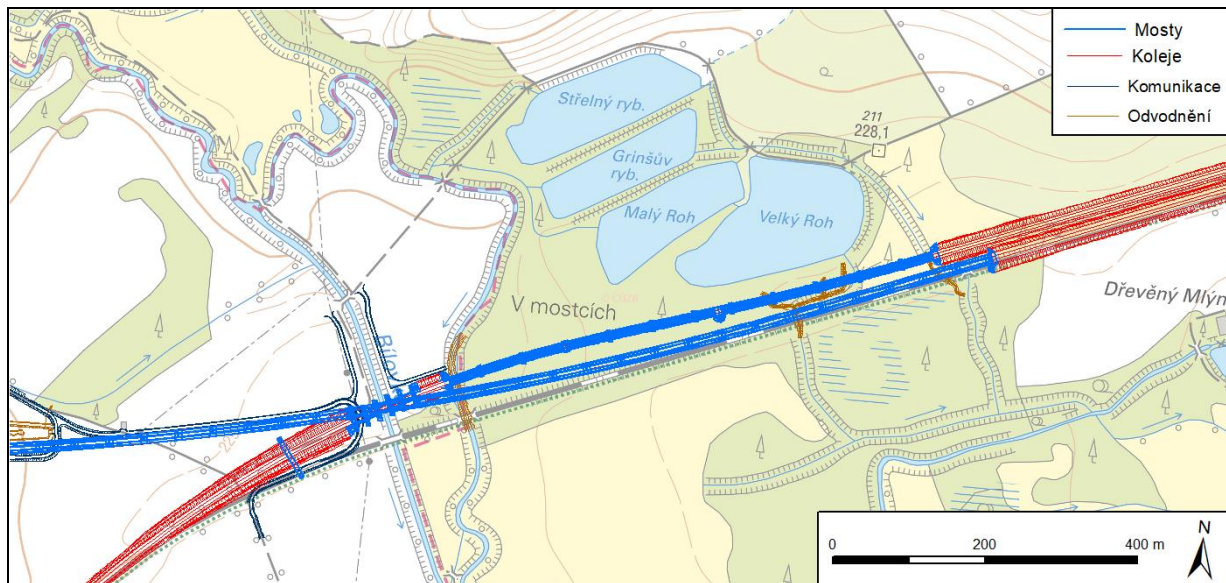 Mosty
Koleje
Komunikace
Odvodnění
Střelný ryb.
211
228,1
Grinšův
ryb.
Malý Roh
Velký Roh
V mostcích
Dřevěný Mlýn
N
0
200
400 m